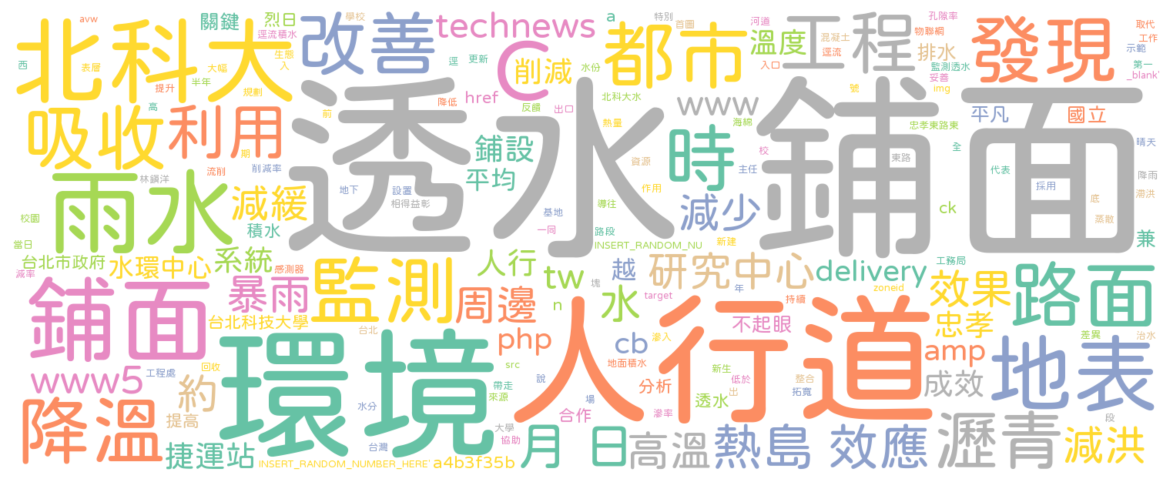 透水鋪面
人行道
環境
北科大
改善
technews
C
削減
都市
溫度
工程
排水
發現
關鍵
烈日
href
www
吸收
利用
雨水
減緩
積水
鋪設
平均
時
減少
平凡
國立
ck
兼
台北市政府
水環中心
系統
暴雨
監測
人行
tw
n
越
水
研究中心
delivery
效果
忠孝
路面
鋪面
周邊
php
cb
不起眼
amp
地表
www5
約
台北科技大學
分析
透水
成效
降溫
提高
捷運站
合作
月 日
高溫
熱島 效應
瀝青
減洪
a4b3f35b
INSERT_RANDOM_NUMBER_HERE
INSERT_RANDOM_NU
avw
學校
逕流積水
西
表層
大幅
生態
入
提升
半年
規劃
高
逕
更新
水份
a
特別
首圖
河道
混凝土
逕流
入口
孔隙率
物聯網
監測透水
妥善
取代
工作
示範
第一
_blank
img
號
降低
反饋
出口
北科大水
熱量
海綿
忠孝東路東
前
期
削減率
流削
林鎮洋
地下
設置
相得益彰
資源
作用
校
主任
東路
全
代表
採用
晴天
降雨
滯洪
底
蒸散
校園
當日
減率
感測器
基地
一同
導往
路段
新建
塊
target
年
持續
zoneid
工務局
差異
治水
台北
src
滲入
地面積水
帶走
來源
說
場
新生
低於
出
滲率
整合
拓寬
段
回收
工程處
水分
台灣
大學
協助